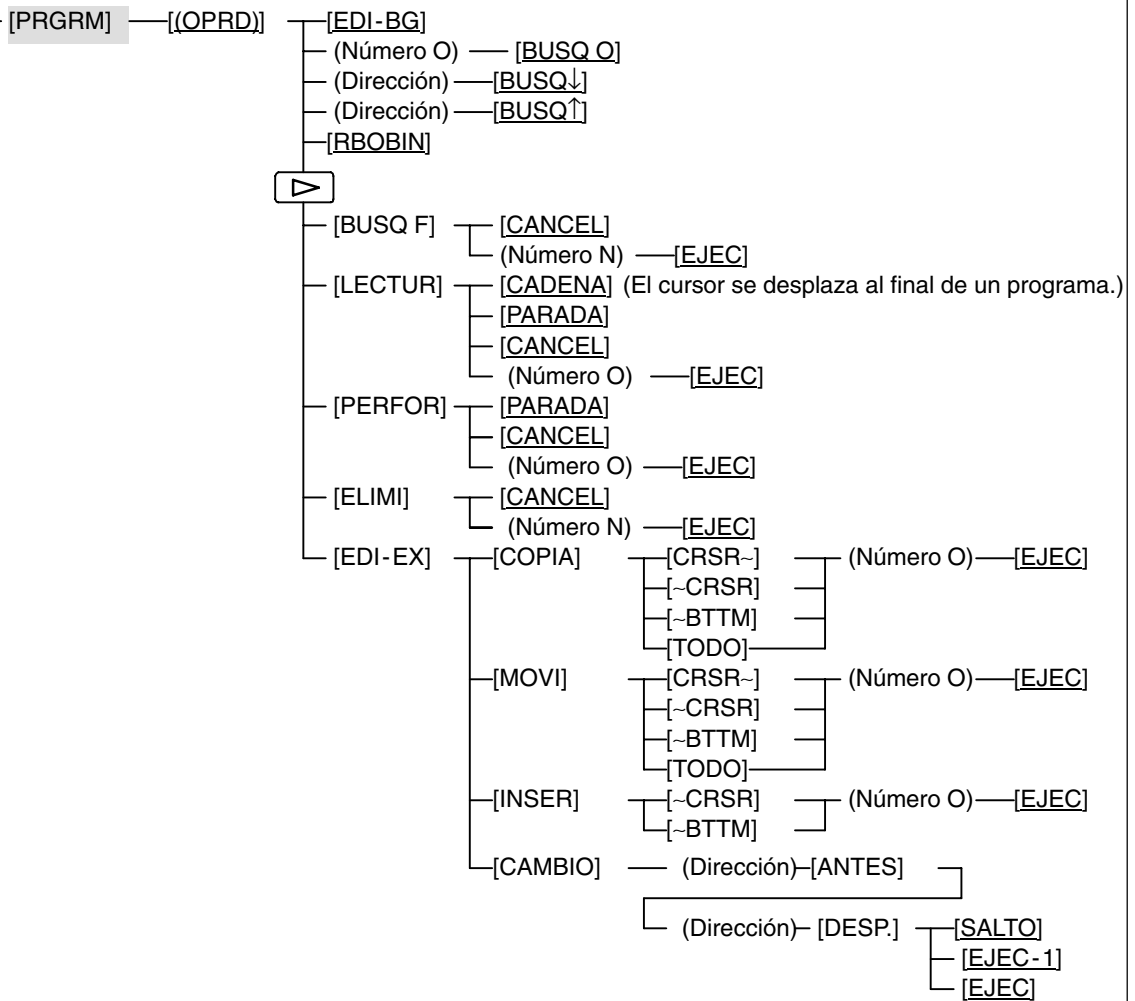 [PRGRM] [(OPRD)] [EDI-BG]
(Número O) [BUSQ O]
(Dirección) [BUSQ↓]
(Dirección) [BUSQ↑]
[RBOBIN]
[BUSQ F] [CANCEL]
(Número N) [EJEC]
[LECTUR] [CADENA] (El cursor se desplaza al final de un programa.)
[PARADA]
[CANCEL]
(Número O) [EJEC]
[PERFOR] [PARADA]
[CANCEL]
(Número O) [EJEC]
[ELIMI] [CANCEL]
(Número N) [EJEC]
[EDI-EX] [COPIA] [CRSR~] (Número O) [EJEC]
[~CRSR]
[~BTTM]
[TODO]
[MOVI] [CRSR~] (Número O) [EJEC]
[~CRSR]
[~BTTM]
[TODO]
[INSER] [~CRSR] (Número O) [EJEC]
[~BTTM]
[CAMBIO] (Dirección) [ANTES]
(Dirección) [DESP.] [SALTO]
[EJEC-1]
[EJEC]